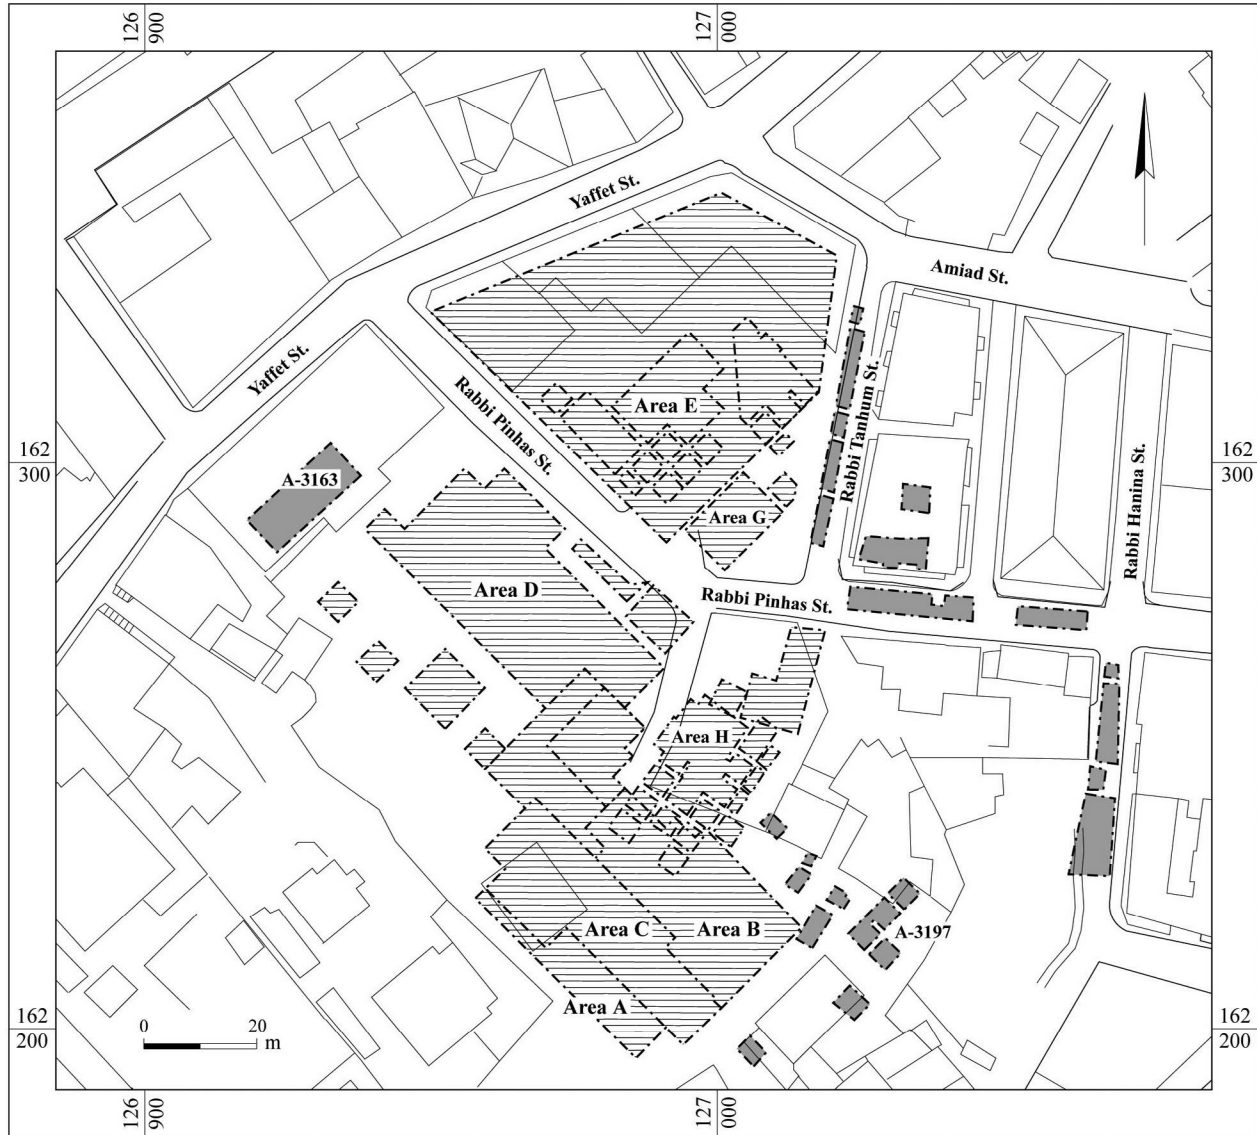 126
900
127
000
Yaffet St.
Amiad St.
Yaffet St.
Rabbi Pinhas St.
Area E
Rabbi Tanhum St.
162
300
162
300
A-3163
Rabbi Hanina St.
Area G
Area D
Rabbi Pinhas St.
Area H
Area C
Area B
A-3197
Area A
0
20
m
162
200
162
200
126
900
127
000